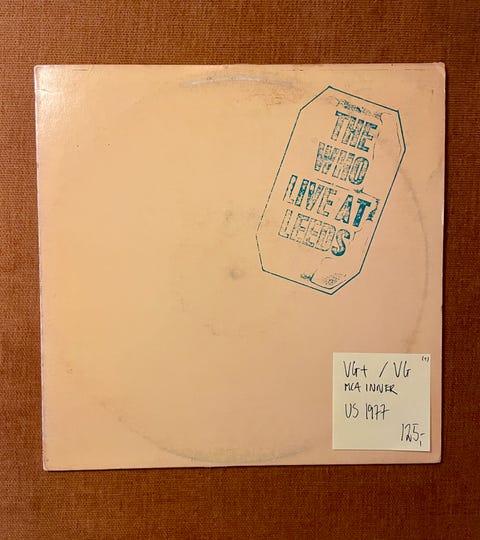 THE
WHO
LIVE AT
LEEDS
VG+ / VG (+)
MCA INNER
US 1977
125,-